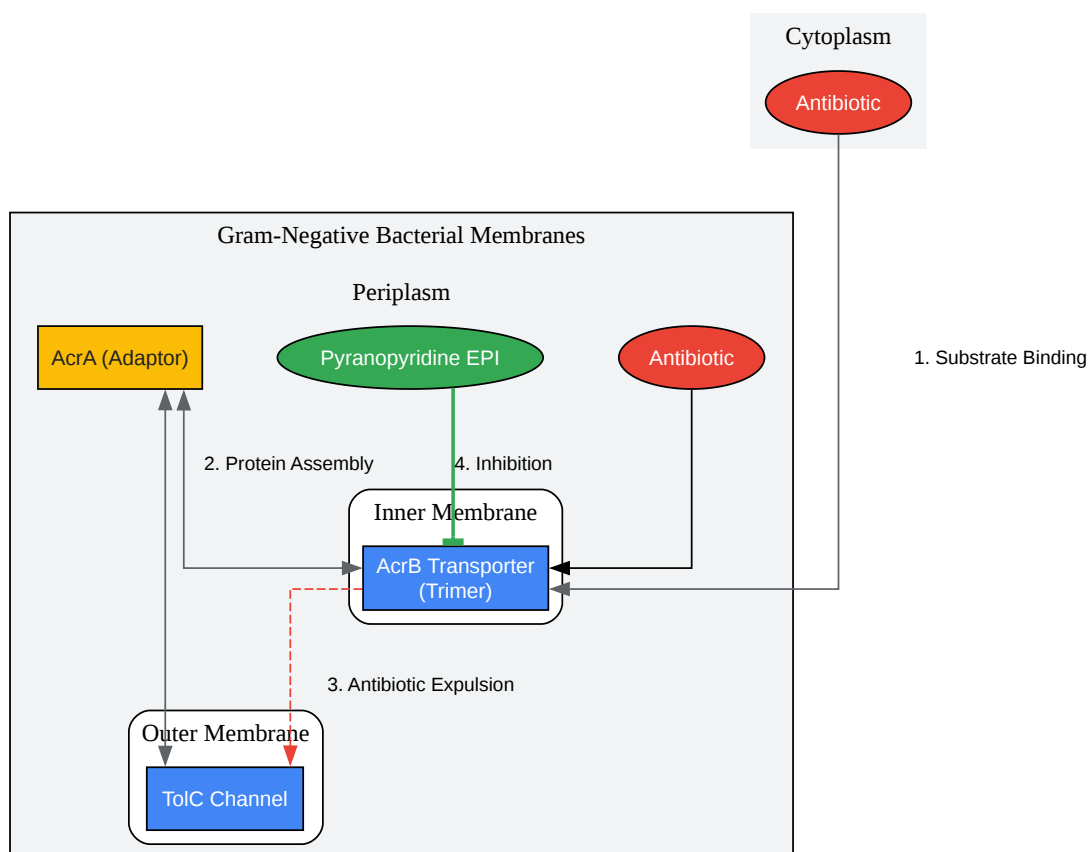 Cytoplasm
Antibiotic
Gram-Negative Bacterial Membranes
Periplasm
AcrA (Adaptor)
Pyranopyridine EPI
Antibiotic
1. Substrate Binding
2. Protein Assembly
4. Inhibition
Inner Membrane
AcrB Transporter
(Trimer)
3. Antibiotic Expulsion
Outer Membrane
TolC Channel